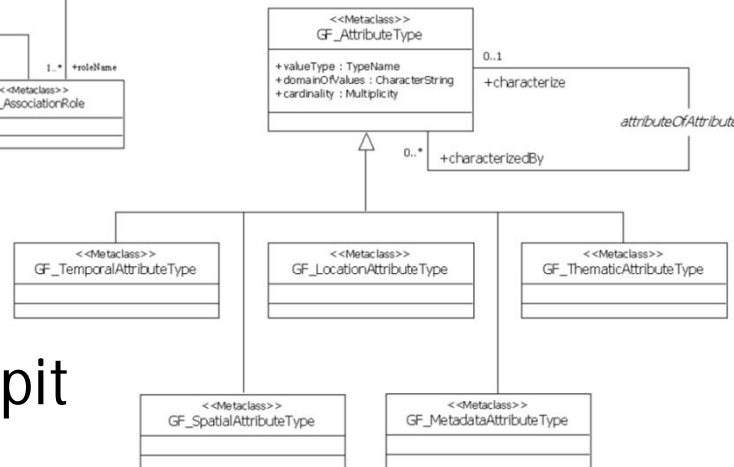 <<Metaclass>>
GF_AttributeType
+valueType : TypeName
+domainOfValues : CharacterString
+cardinality : Multiplicity
0..1
+characterize
attributeOfAttribute
0..*
+characterizedBy
1..*
+roleName
<<Metaclass>>
_AssociationRole
<<Metaclass>>
GF_TemporalAttributeType
<<Metaclass>>
GF_LocationAttributeType
<<Metaclass>>
GF_ThematicAttributeType
pit
<<Metaclass>>
GF_SpatialAttributeType
<<Metaclass>>
GF_MetadataAttributeType